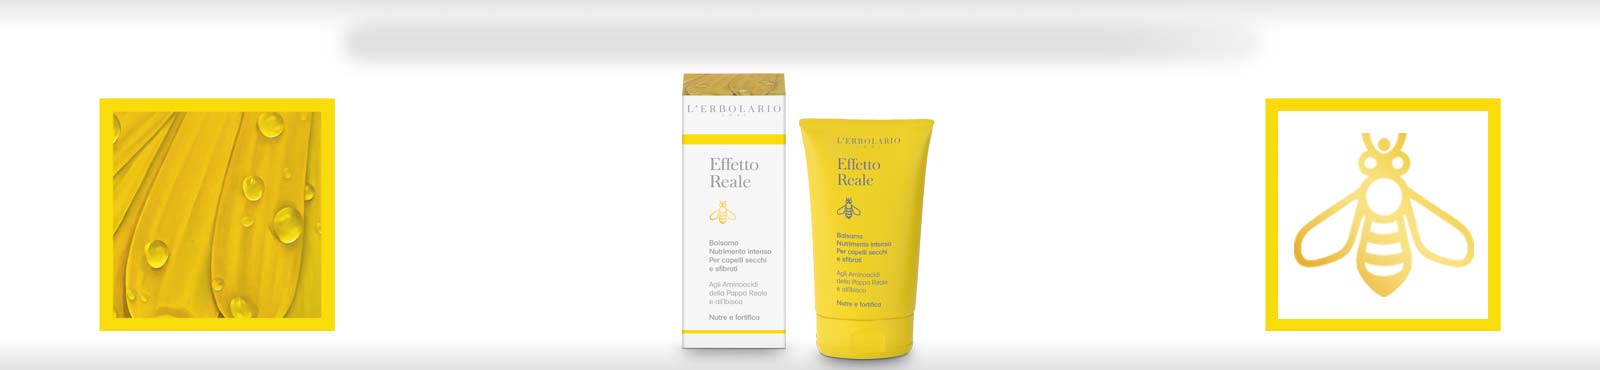 L'ERBOLARIO
LODI
Effetto
Reale
Balsamo
Nutrimento intenso
Per capelli secchi
e sfibrati
Agli Aminoacidi
della Pappa Reale
e all'Ibisco
Nutre e fortifica
L'ERBOLARIO
Effetto
Reale
Balsamo
Nutrimento intenso
Per capelli secchi
e sfibrati
Agli Aminoacidi
della Pappa Reale
e all'Ibisco
Nutre e fortifica